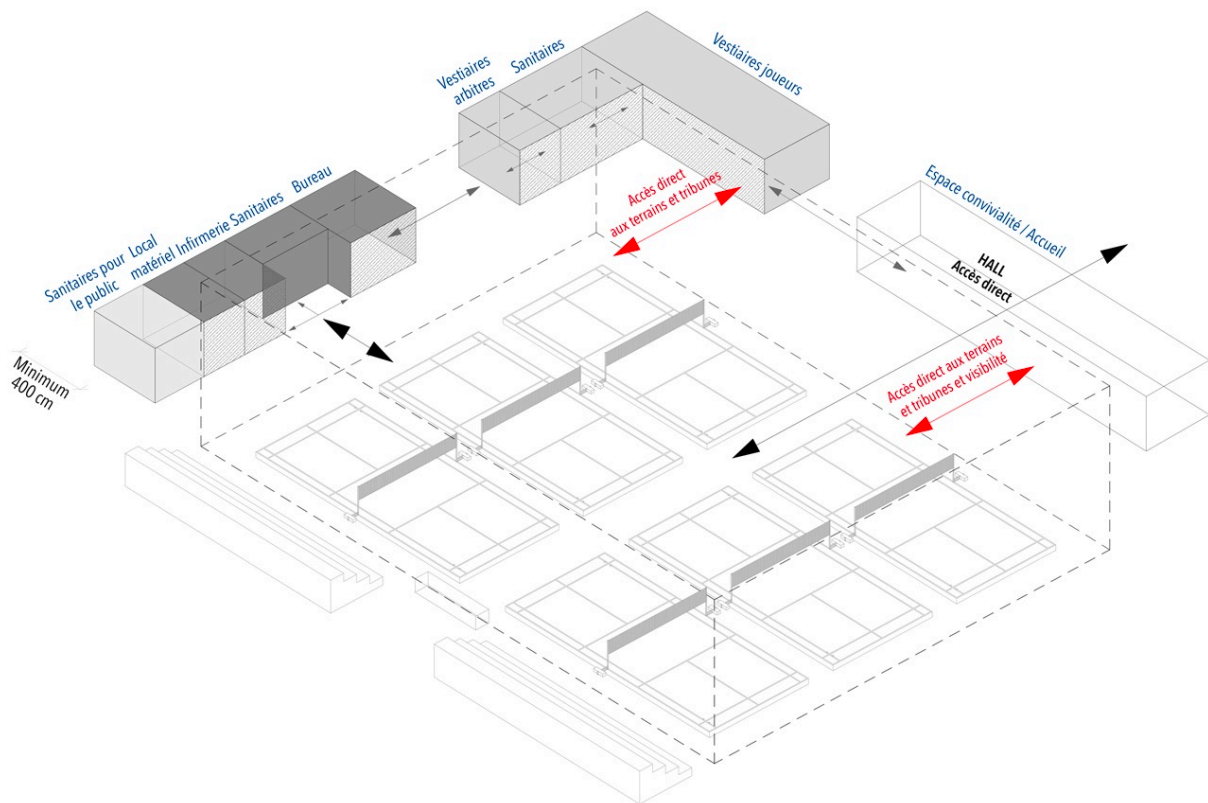 Vestiaires
arbitres
Sanitaires
Vestiaires joueurs
Sanitaires pour
le public
Local
matériel
Infirmerie
Sanitaires
Bureau
Minimum
400 cm
Accès direct
aux terrains et tribunes
Espace convivialité / Accueil
HALL
Accès direct
Accès direct aux terrains
et tribunes et visibilité